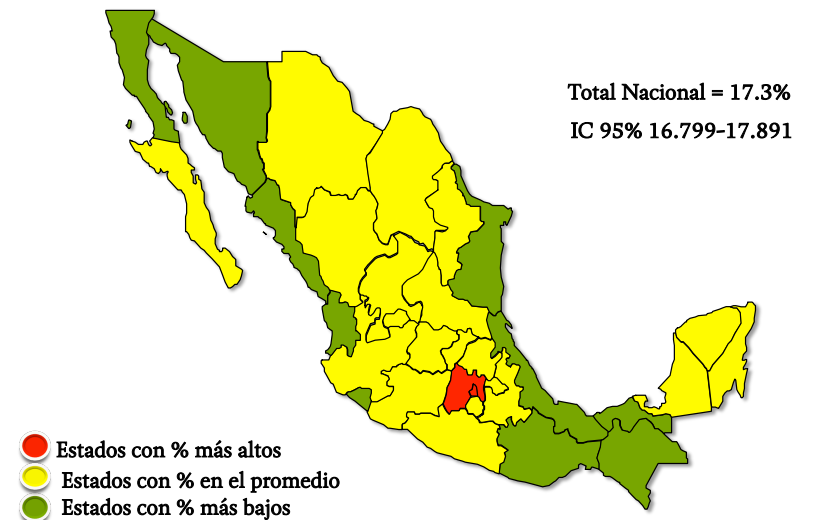 Total Nacional = 17.3%
IC 95% 16.799-17.891
Estados con % más altos
Estados con % en el promedio
Estados con % más bajos